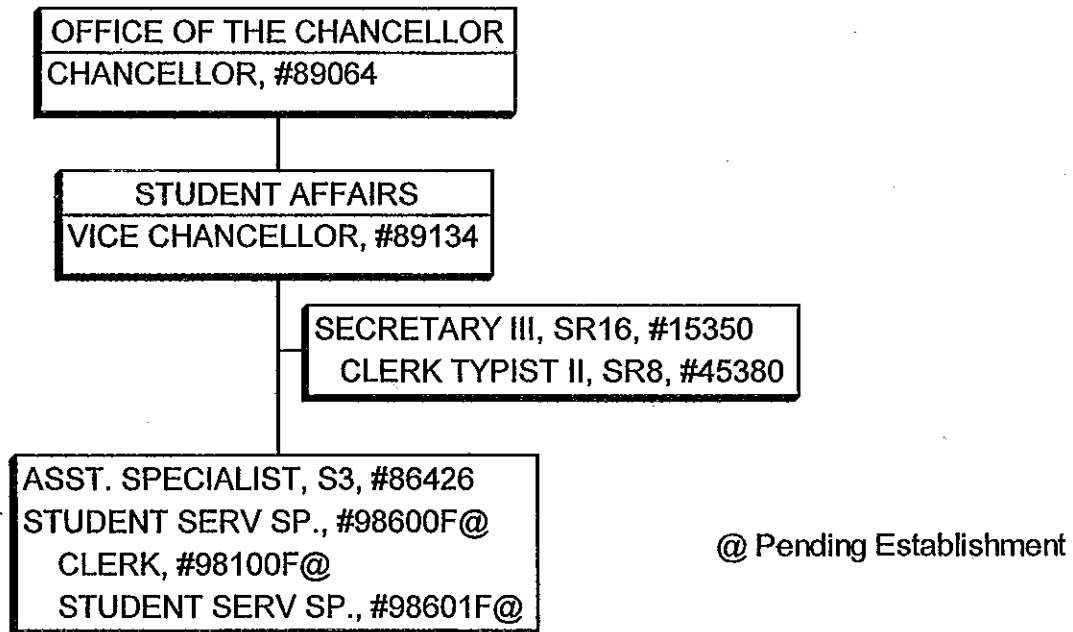 OFFICE OF THE CHANCELLOR
CHANCELLOR, #89064
STUDENT AFFAIRS
VICE CHANCELLOR, #89134
SECRETARY III, SR16, #15350
CLERK TYPIST II, SR8, #45380
ASST. SPECIALIST, S3, #86426
STUDENT SERV SP., #98600F@
CLERK, #98100F@
STUDENT SERV SP., #98601F@
@ Pending Establishment